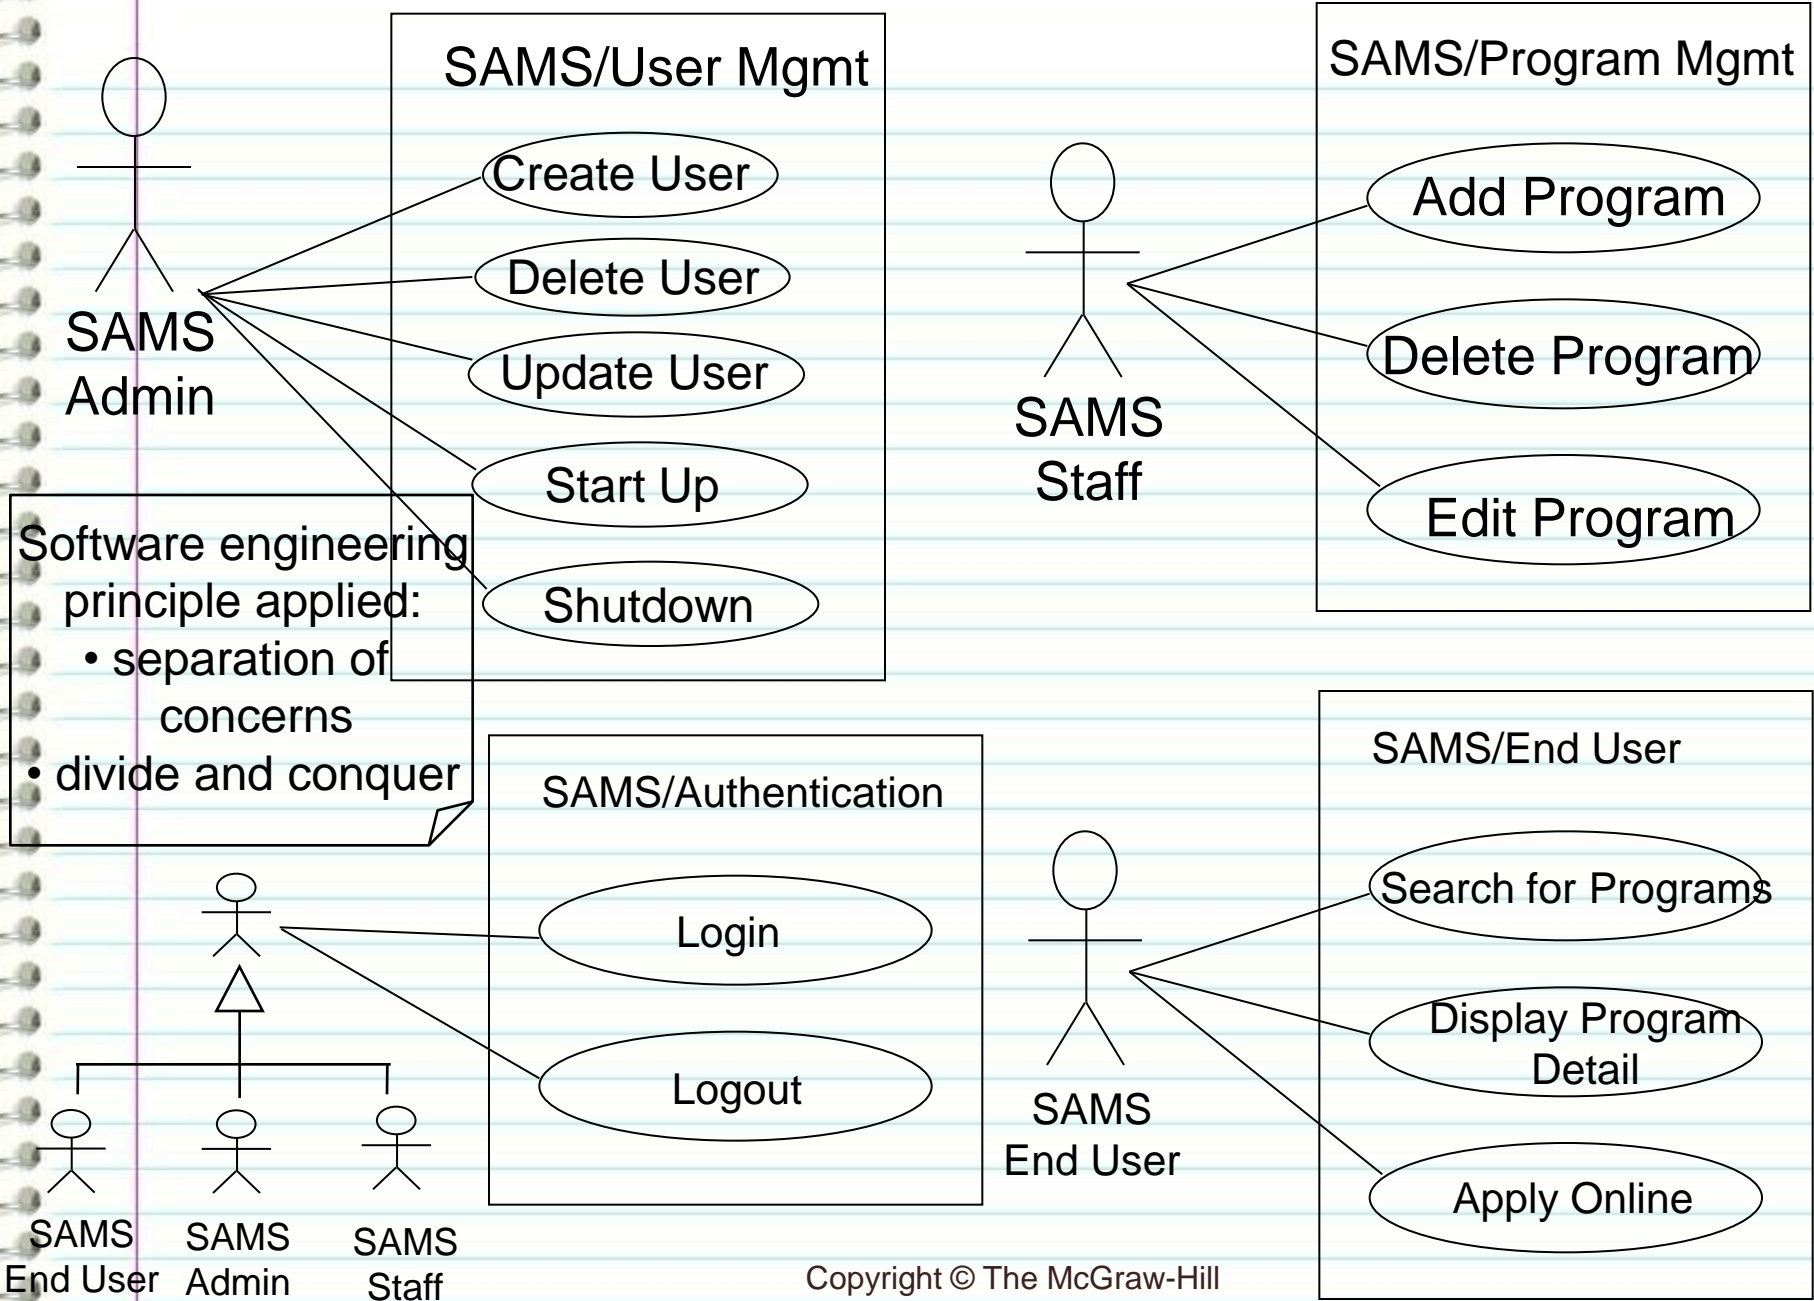 SAMS/User Mgmt
Create User
Delete User
Update User
Start Up
Shutdown
SAMS
Admin
SAMS/Program Mgmt
Add Program
Delete Program
Edit Program
SAMS
Staff
Software engineering
principle applied:
• separation of
concerns
• divide and conquer
SAMS/Authentication
Login
Logout
SAMS
End User
SAMS
Admin
SAMS
Staff
SAMS/End User
Search for Programs
Display Program
Detail
Apply Online
SAMS
End User
Copyright © The McGraw-Hill